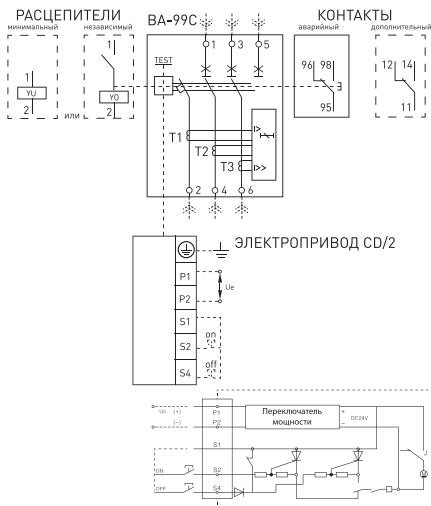 РАСЦЕПИТЕЛИ
минимальный
независимый
ВА-99С
КОНТАКТЫ
аварийный
дополнительный
1
YU
2
или
1
YO
2
TEST
1 3 5
T1
T2
T3
2 4 6
96 98
95
12 14
11
ЭЛЕКТРОПРИВОД CD/2
P1
P2
Ue
S1
S2
on
S4
off
Uc (+)
(−)
P1
P2
Переключатель
мощности
+
−
DC24V
S1
ON
S2
OFF
S4
J
M